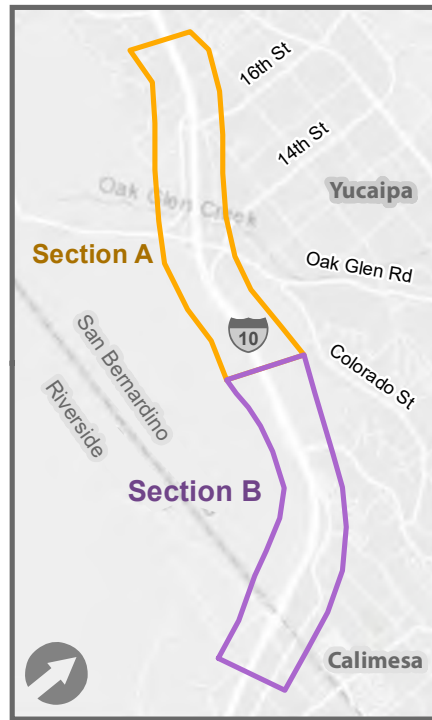 16th St
14th St
Yucaipa
Oak Glen Creek
Section A
Oak Glen Rd
10
San Bernardino
Riverside
Colorado St
Section B
Calimesa